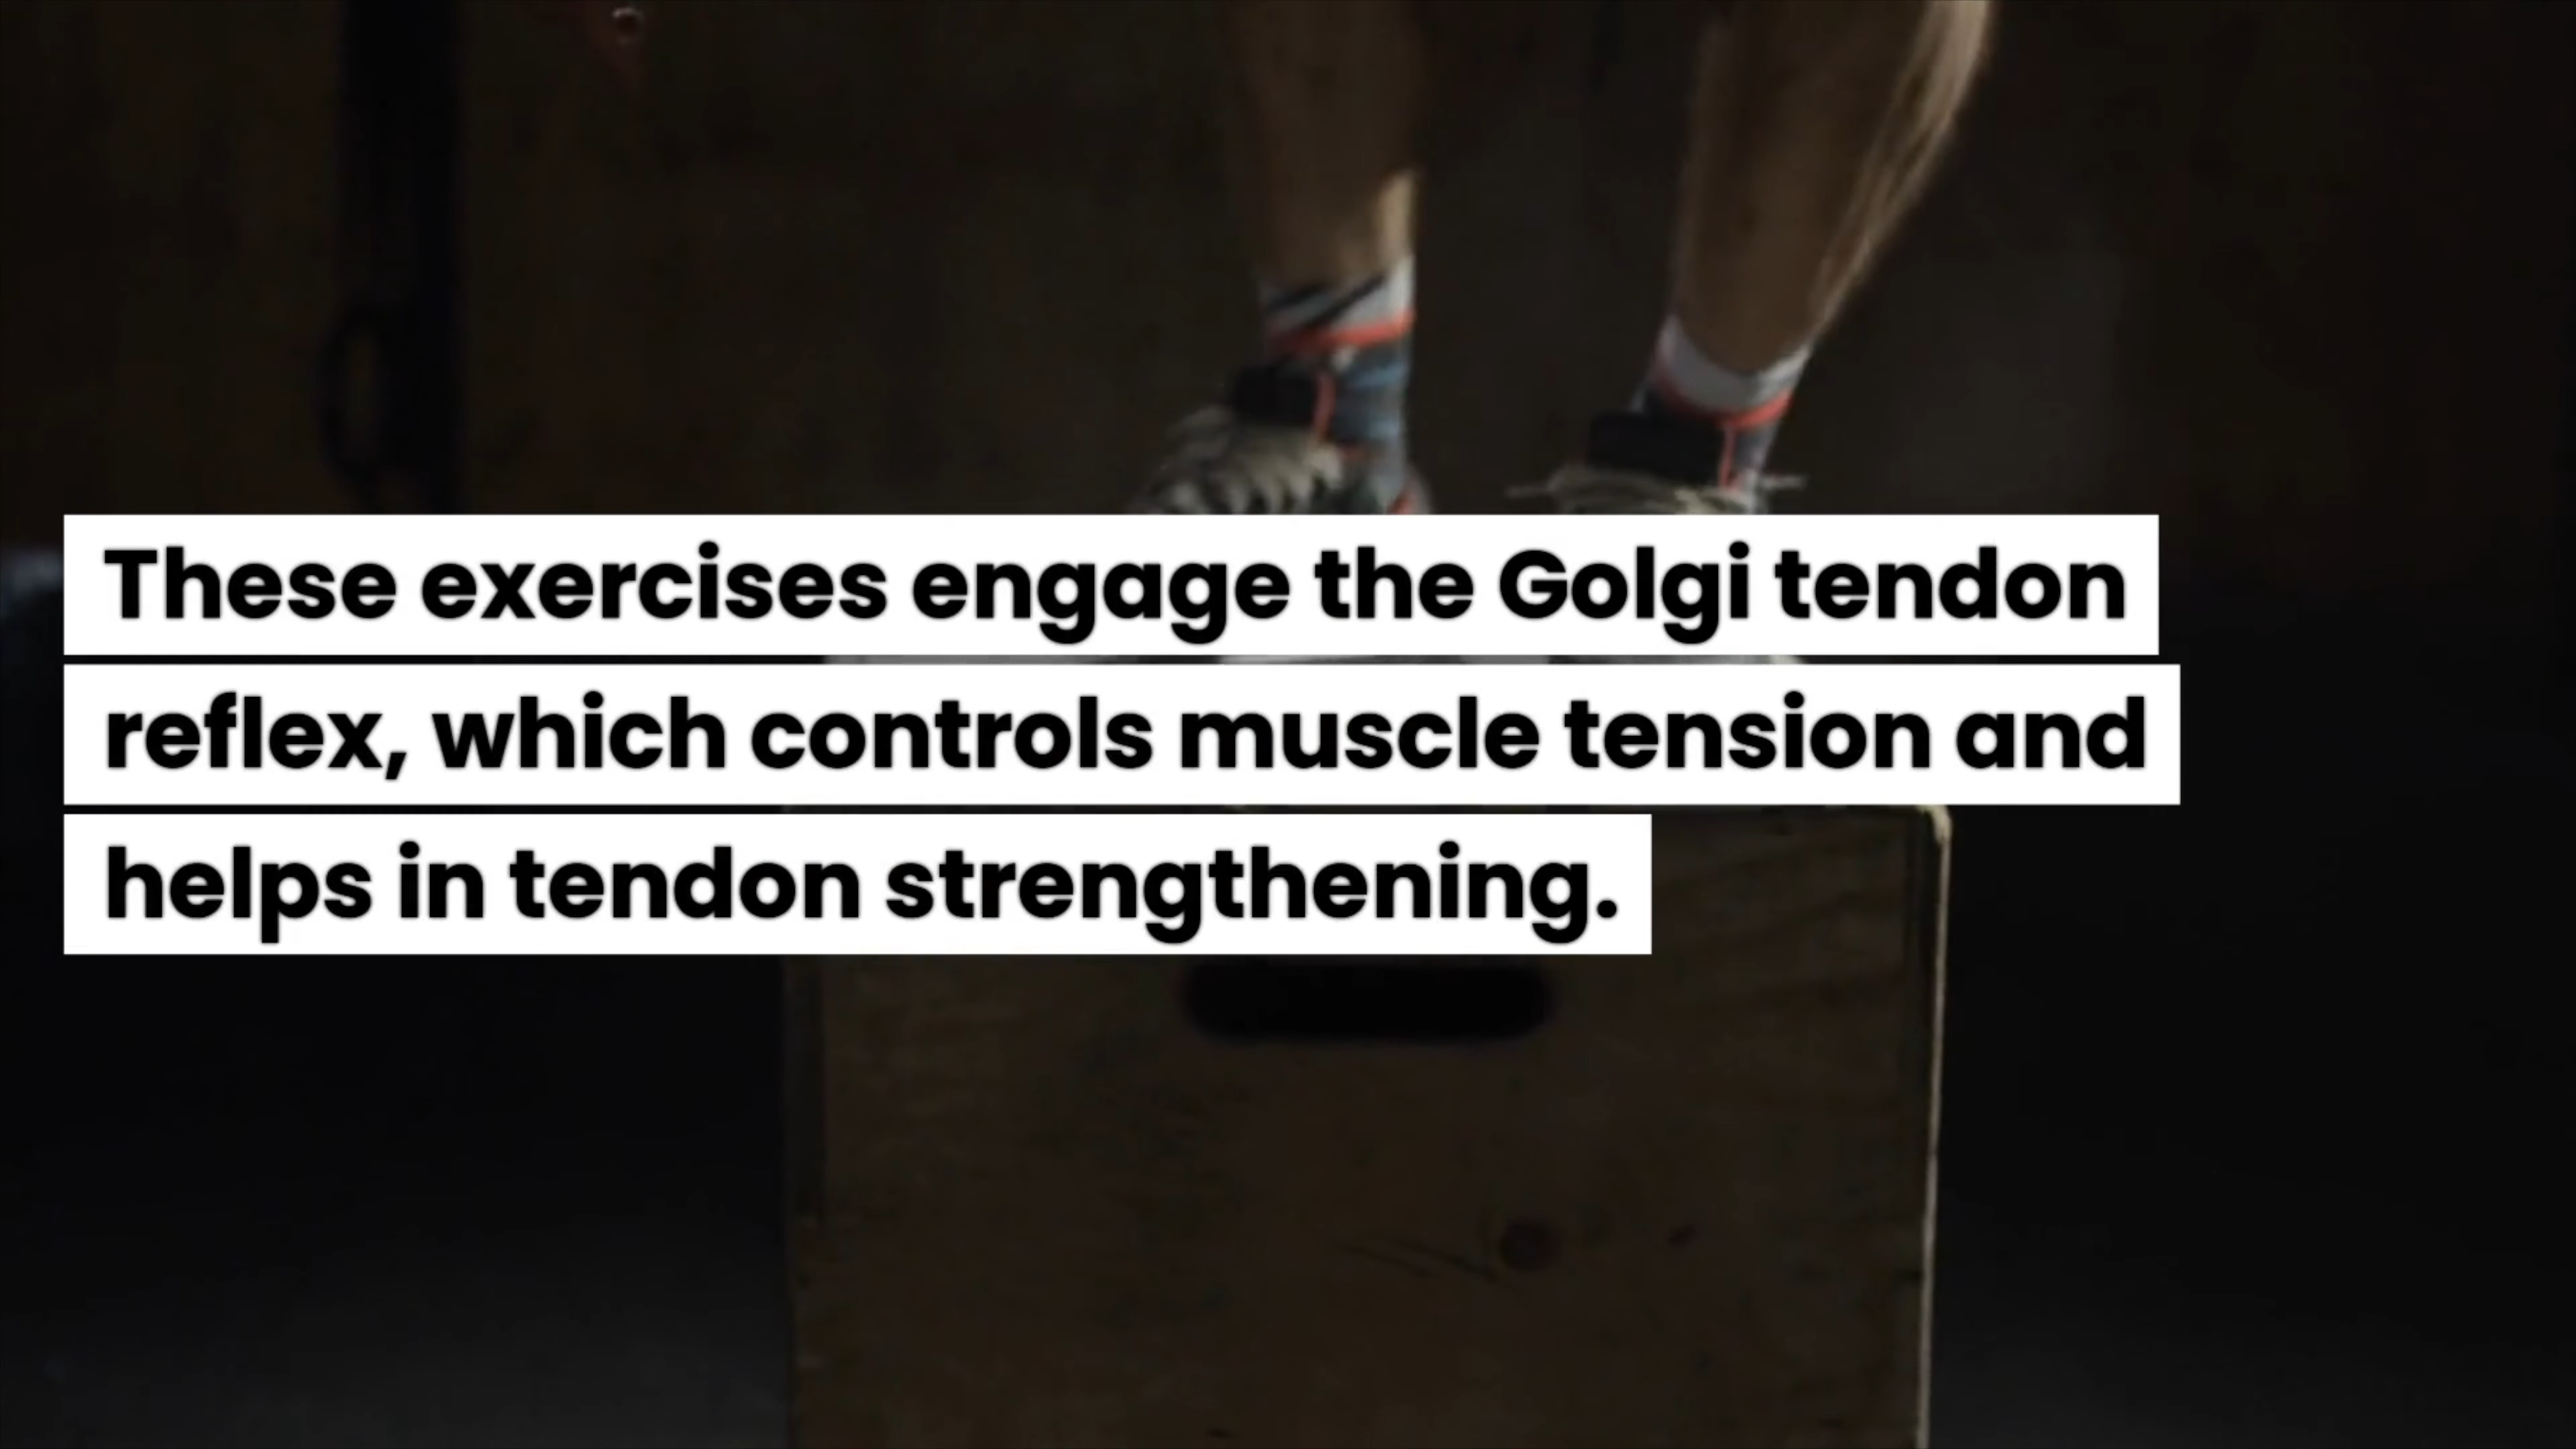 These exercises engage the Golgi tendon
reflex, which controls muscle tension and
helps in tendon strengthening.